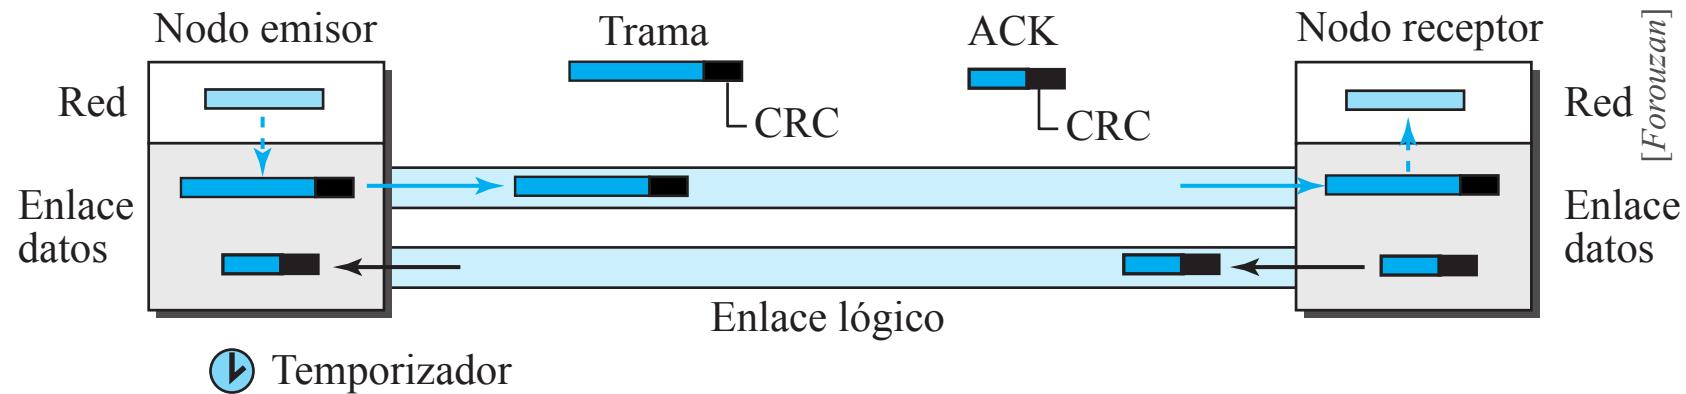 Nodo emisor
Trama
ACK
Nodo receptor
Red
CRC
CRC
Red
[Forouzan]
Enlace
datos
Enlace
datos
Enlace lógico
Temporizador